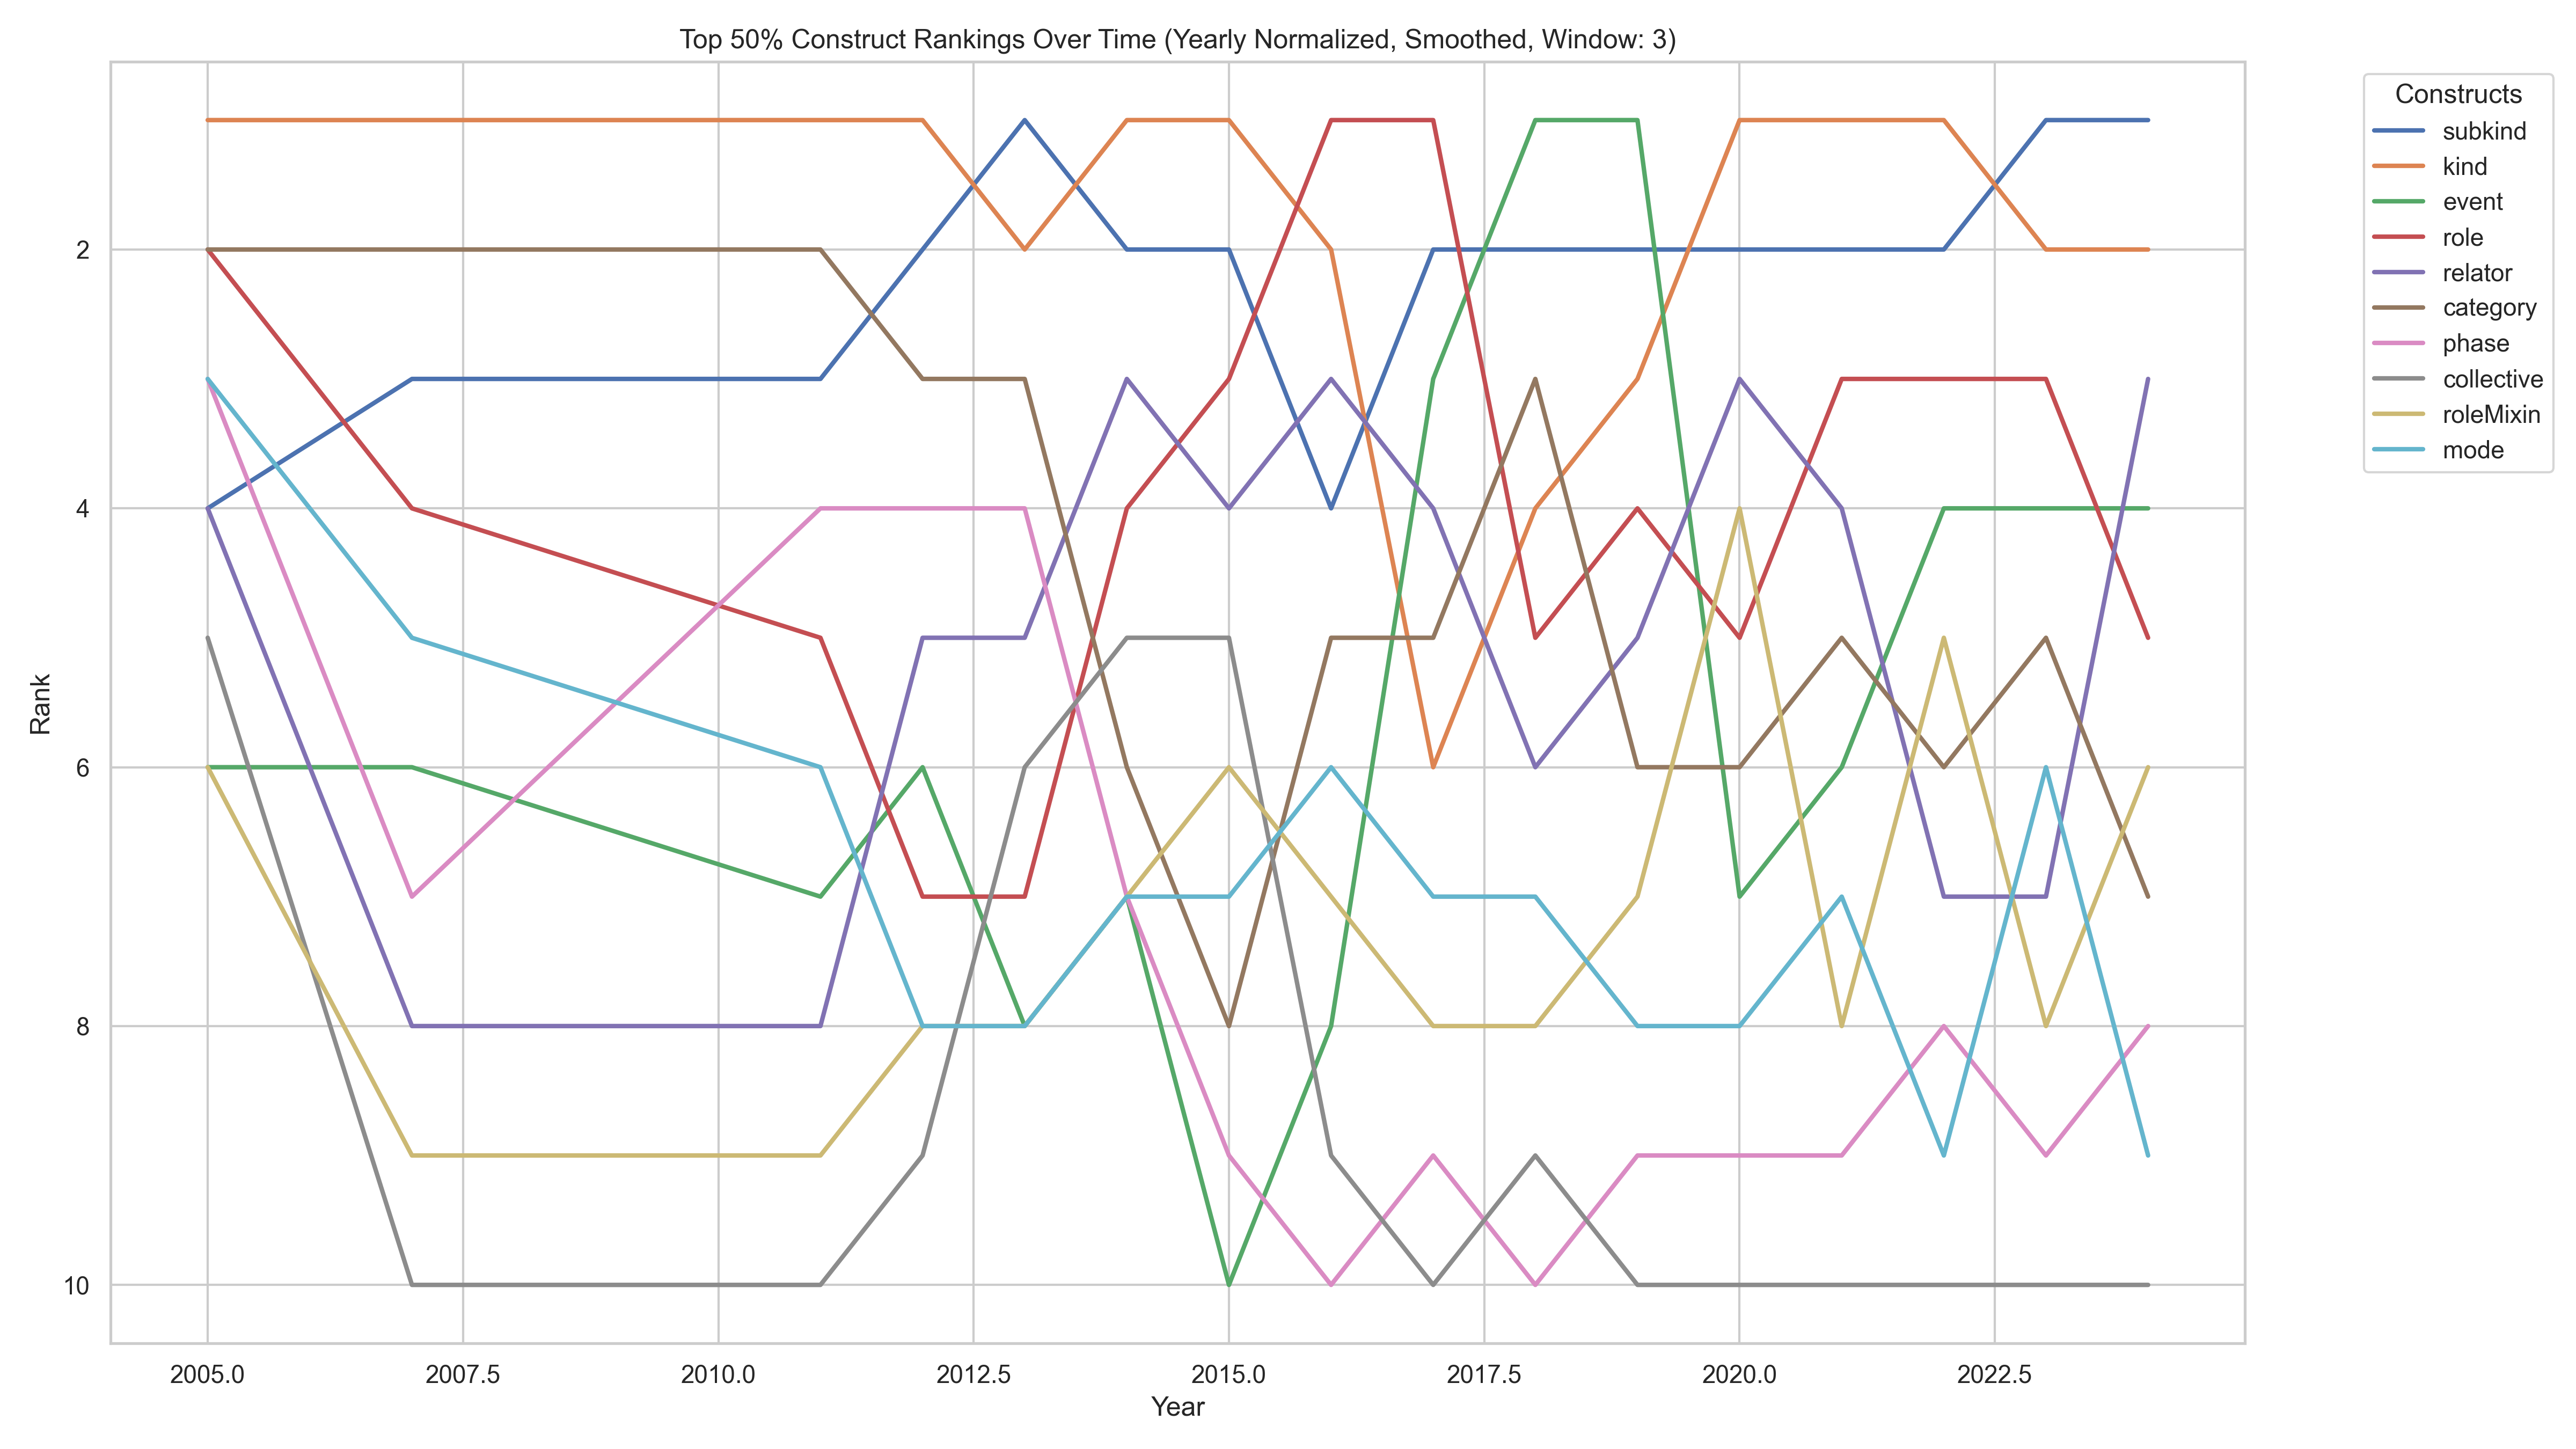 Top 50% Construct Rankings Over Time (Yearly Normalized, Smoothed, Window: 3)
Constructs
subkind
kind
event
role
relator
category
phase
collective
roleMixin
mode
Rank
2
4
6
8
10
2005.0 2007.5 2010.0 2012.5 2015.0 2017.5 2020.0 2022.5
Year